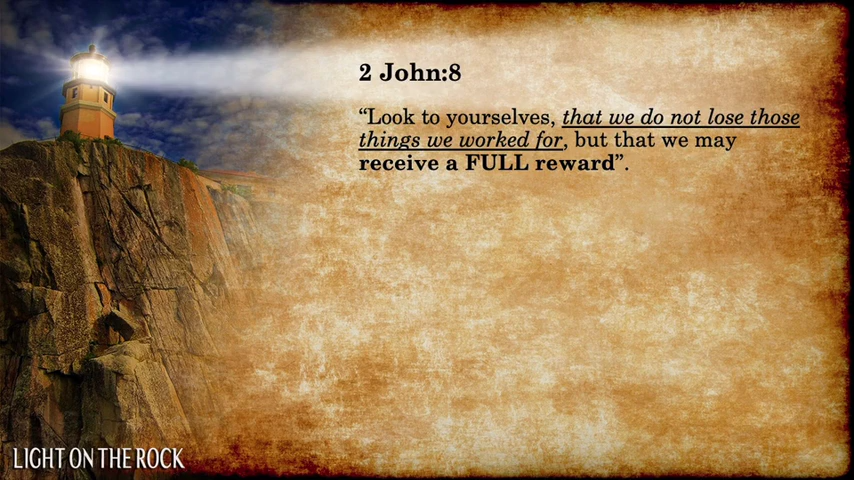 2 John:8
“Look to yourselves, that we do not lose those
things we worked for, but that we may
receive a FULL reward”.
LIGHT ON THE ROCK